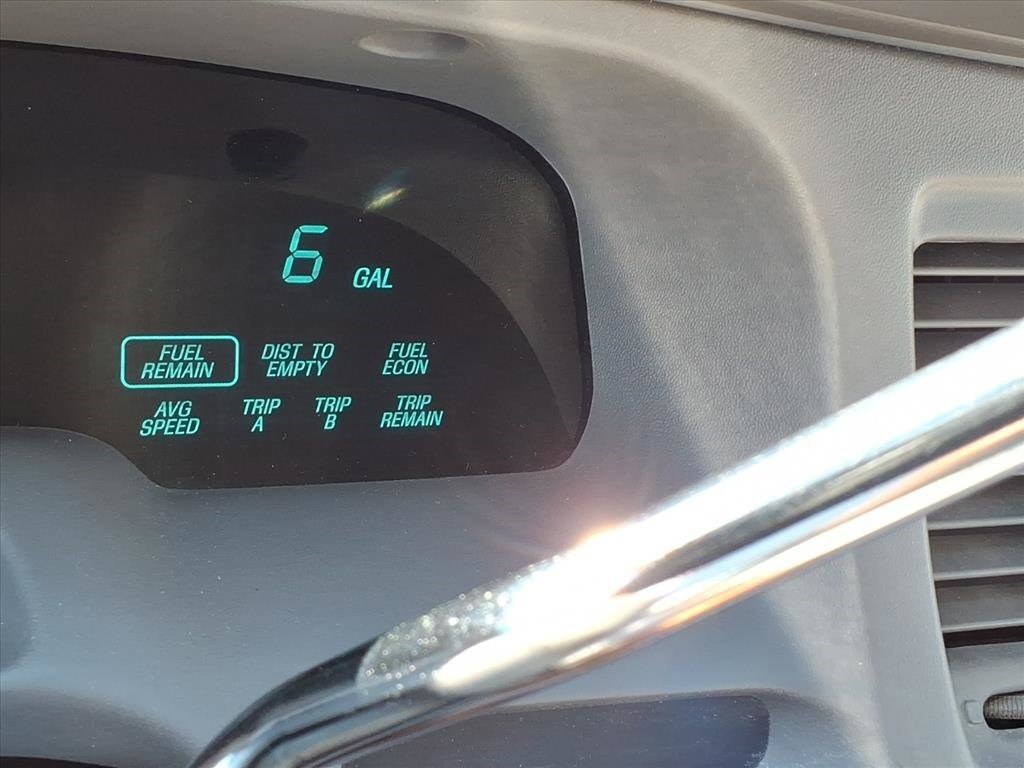 6 GAL
FUEL REMAIN
DIST TO EMPTY
FUEL ECON
AVG SPEED
TRIP A
TRIP B
TRIP REMAIN